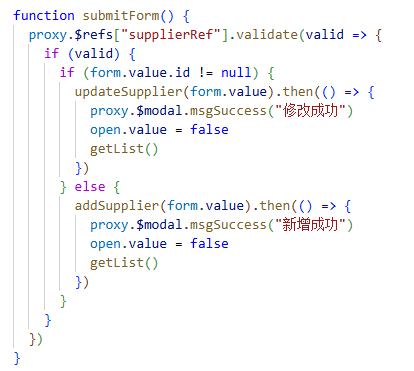 function submitForm() {
  proxy.$refs["supplierRef"].validate(valid => {
    if (valid) {
      if (form.value.id != null) {
        updateSupplier(form.value).then(() => {
          proxy.$modal.msgSuccess("修改成功")
          open.value = false
          getList()
        })
      } else {
        addSupplier(form.value).then(() => {
          proxy.$modal.msgSuccess("新增成功")
          open.value = false
          getList()
        })
      }
    }
  })
}